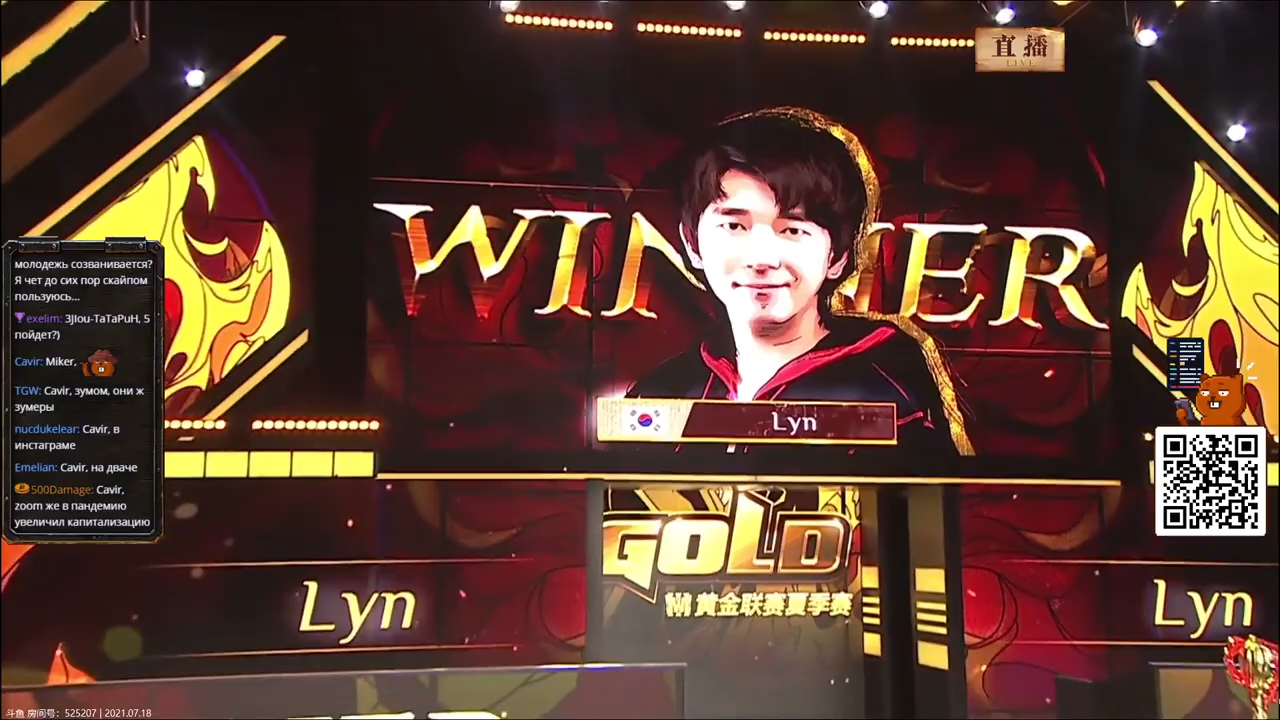 直播
LIVE
WINNER
Lyn
молодежь созванивается?
Я чет до сих пор скайпом
пользуюсь...
exelim: 3JIou-TaTaPuH, 5
пойдет?)
Cavir: Miker,
TGW: Cavir, зумом, они ж
зумеры
nucdukelear: Cavir, в
инстаграме
Emelian: Cavir, на дваче
500Damage: Cavir,
zoom же в пандемию
увеличил капитализацию
GOLD
黄金联赛夏季赛
Lyn
Lyn
斗鱼 房间号： 525207 | 2021.07.18